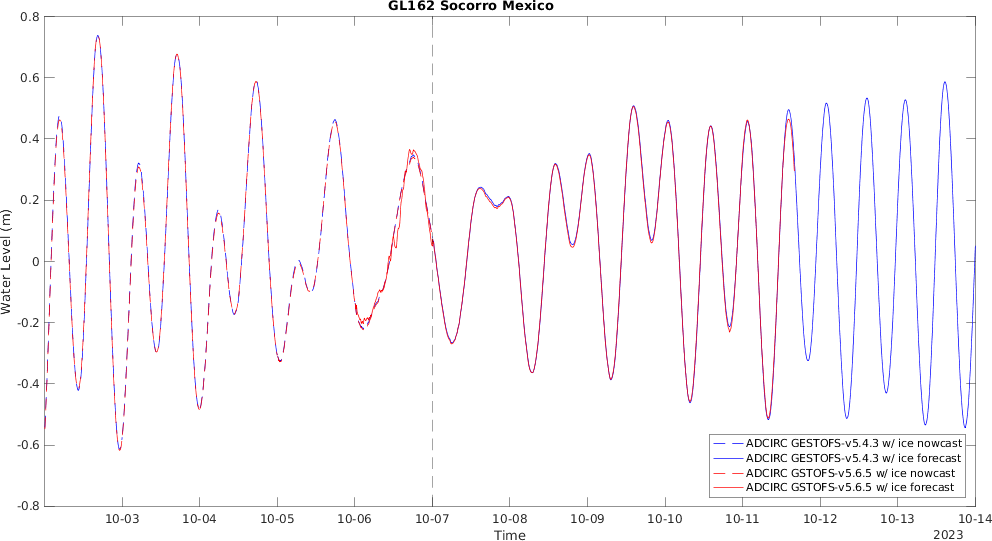 GL162 Socorro Mexico
0.8
0.6
0.4
0.2
0
-0.2
-0.4
-0.6
-0.8
Water Level (m)
ADCIRC GESTOFS-v5.4.3 w/ ice nowcast
ADCIRC GESTOFS-v5.4.3 w/ ice forecast
ADCIRC GSTOFS-v5.6.5 w/ ice nowcast
ADCIRC GSTOFS-v5.6.5 w/ ice forecast
10-03 10-04 10-05 10-06 10-07 10-08 10-09 10-10 10-11 10-12 10-13 10-14
Time
2023